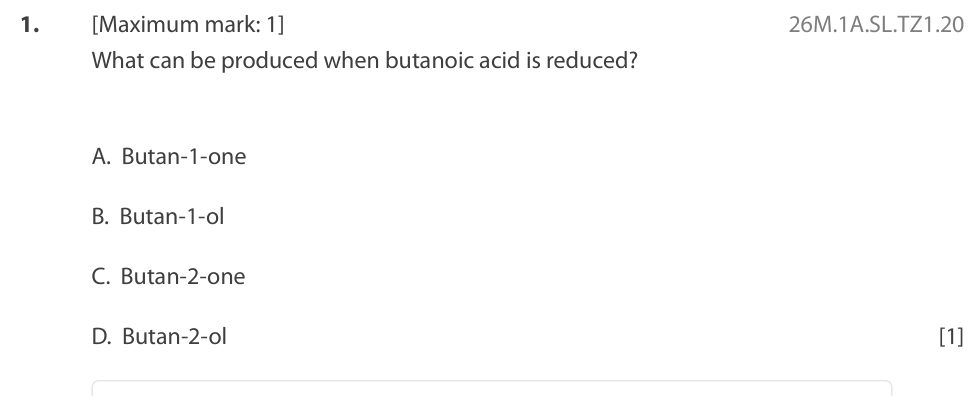 1. [Maximum mark: 1] 26M.1A.SL.TZ1.20
What can be produced when butanoic acid is reduced?
A. Butan-1-one
B. Butan-1-ol
C. Butan-2-one
D. Butan-2-ol [1]